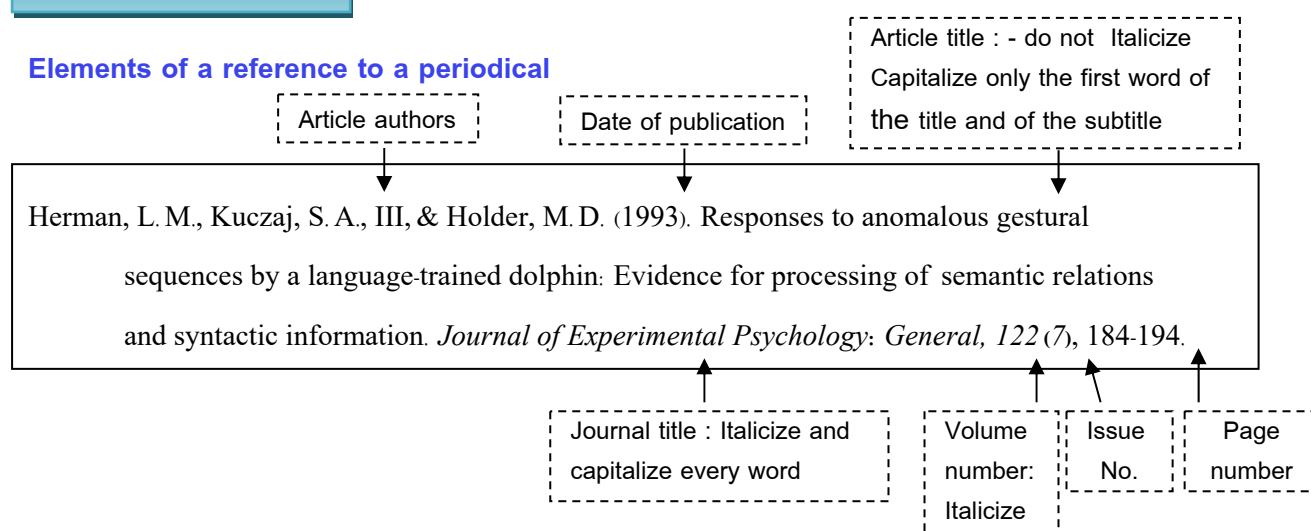 Elements of a reference to a periodical
Article title : - do not Italicize
Capitalize only the first word of
the title and of the subtitle
Article authors
Date of publication
Herman, L. M., Kuczaj, S. A., III, & Holder, M. D. (1993). Responses to anomalous gestural
sequences by a language-trained dolphin: Evidence for processing of semantic relations
and syntactic information. Journal of Experimental Psychology: General, 122 (7), 184-194.
Journal title : Italicize and
capitalize every word
Volume
number:
Italicize
Issue
No.
Page
number